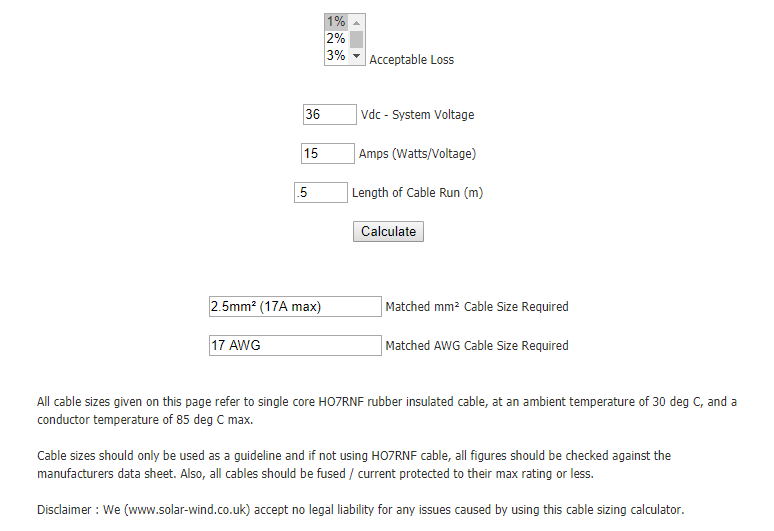 1%
2%
3%
Acceptable Loss
36 Vdc - System Voltage
15 Amps (Watts/Voltage)
.5 Length of Cable Run (m)
Calculate
2.5mm² (17A max) Matched mm² Cable Size Required
17 AWG Matched AWG Cable Size Required
All cable sizes given on this page refer to single core HO7RNF rubber insulated cable, at an ambient temperature of 30 deg C, and a
conductor temperature of 85 deg C max.
Cable sizes should only be used as a guideline and if not using HO7RNF cable, all figures should be checked against the
manufacturers data sheet. Also, all cables should be fused / current protected to their max rating or less.
Disclaimer : We (www.solar-wind.co.uk) accept no legal liability for any issues caused by using this cable sizing calculator.